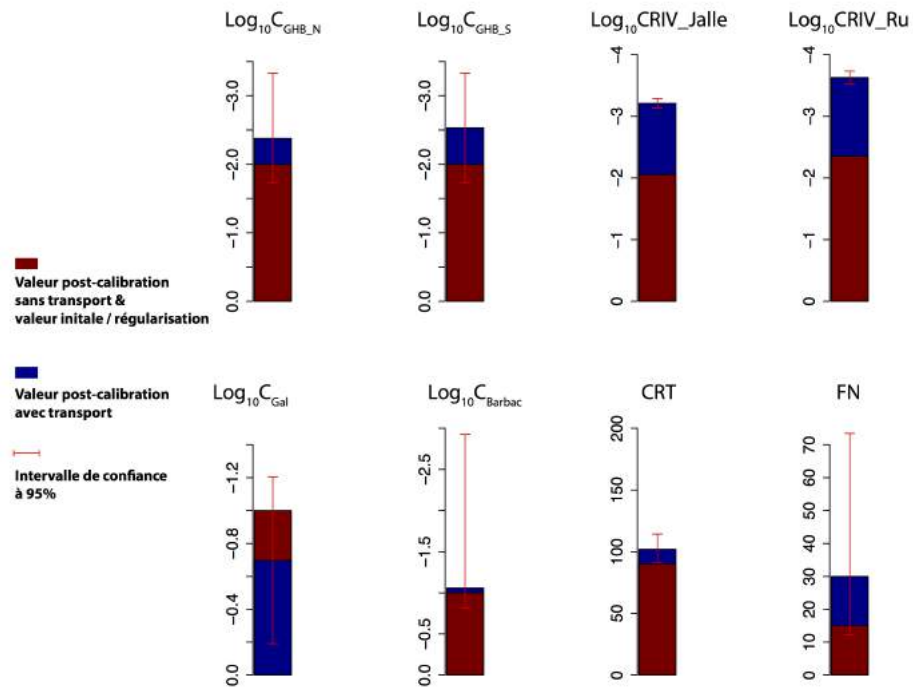 Log₁₀C_GHB_N
Log₁₀C_GHB_S
Log₁₀CRIV_Jalle
Log₁₀CRIV_Ru
0.0 −1.0 −2.0 −3.0
0.0 −1.0 −2.0 −3.0
0 −1 −2 −3 −4
0 −1 −2 −3 −4
Valeur post-calibration
sans transport &
valeur initale / régularisation
Valeur post-calibration
avec transport
Intervalle de confiance
à 95%
Log₁₀C_Gal
Log₁₀C_Barbac
CRT
FN
0.0 −0.4 −0.8 −1.2
0.0 −0.5 −1.5 −2.5
0 50 100 150 200
0 10 20 30 40 50 60 70